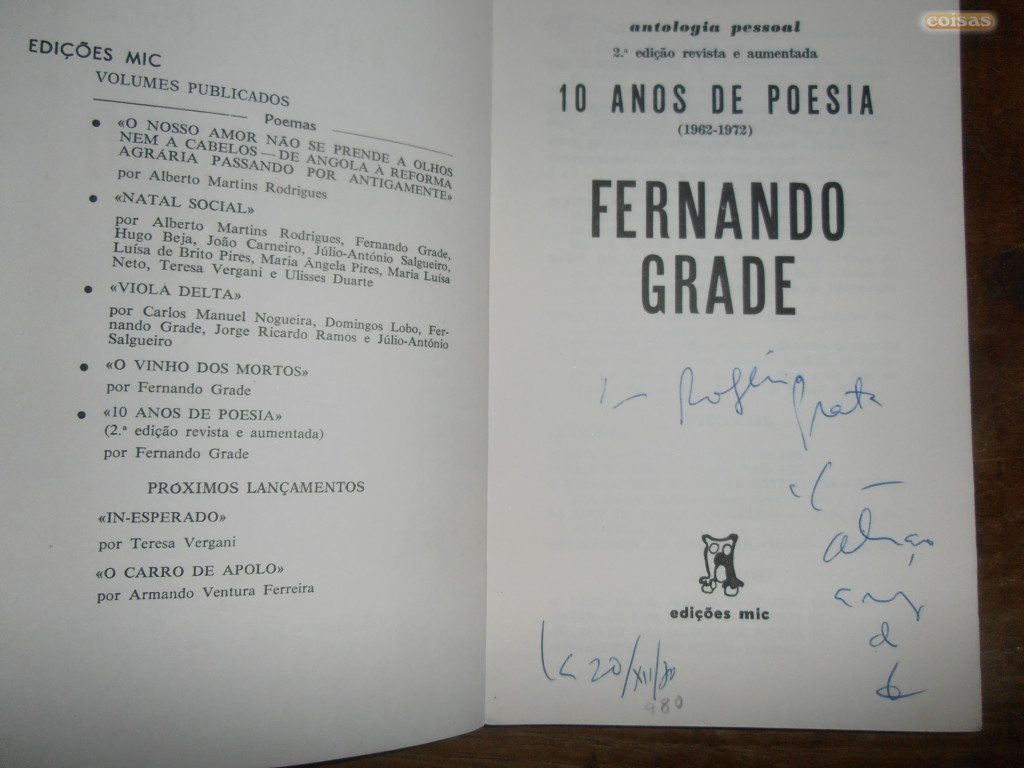 EDIÇÕES MIC
VOLUMES PUBLICADOS
Poemas
● «O NOSSO AMOR NÃO SE PRENDE A OLHOS
NEM A CABELOS — DE ANGOLA À REFORMA
AGRÁRIA PASSANDO POR ANTIGAMENTE»
por Alberto Martins Rodrigues
● «NATAL SOCIAL»
por Alberto Martins Rodrigues, Fernando Grade,
Hugo Beja, João Carneiro, Júlio-António Salgueiro,
Luísa de Brito Pires, Maria Ângela Pires, Maria Luísa
Neto, Teresa Vergani e Ulisses Duarte
● «VIOLA DELTA»
por Carlos Manuel Nogueira, Domingos Lobo, Fer-
nando Grade, Jorge Ricardo Ramos e Júlio-António
Salgueiro
● «O VINHO DOS MORTOS»
por Fernando Grade
● «10 ANOS DE POESIA»
(2.ª edição revista e aumentada)
por Fernando Grade
PRÓXIMOS LANÇAMENTOS
«IN-ESPERADO»
por Teresa Vergani
«O CARRO DE APOLO»
por Armando Ventura Ferreira
coisas
antologia pessoal
2.ª edição revista e aumentada
10 ANOS DE POESIA
(1962-1972)
FERNANDO
GRADE
Rogério
edições mic
20/XII/80
980